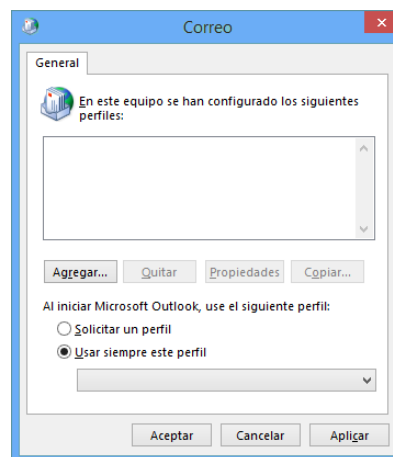 Correo
General
En este equipo se han configurado los siguientes
perfiles:
Agregar... Quitar Propiedades Copiar...
Al iniciar Microsoft Outlook, use el siguiente perfil:
Solicitar un perfil
Usar siempre este perfil
Aceptar Cancelar Aplicar